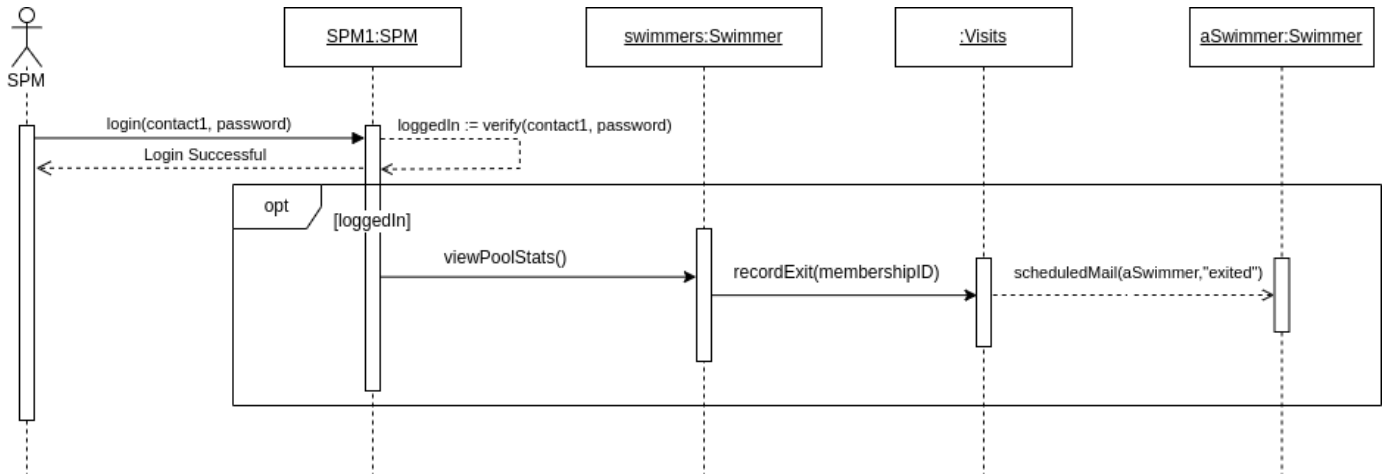 SPM
SPM1:SPM
swimmers:Swimmer
:Visits
aSwimmer:Swimmer
login(contact1, password)
loggedIn := verify(contact1, password)
Login Successful
opt
[loggedIn]
viewPoolStats()
recordExit(membershipID)
scheduledMail(aSwimmer,"exited")